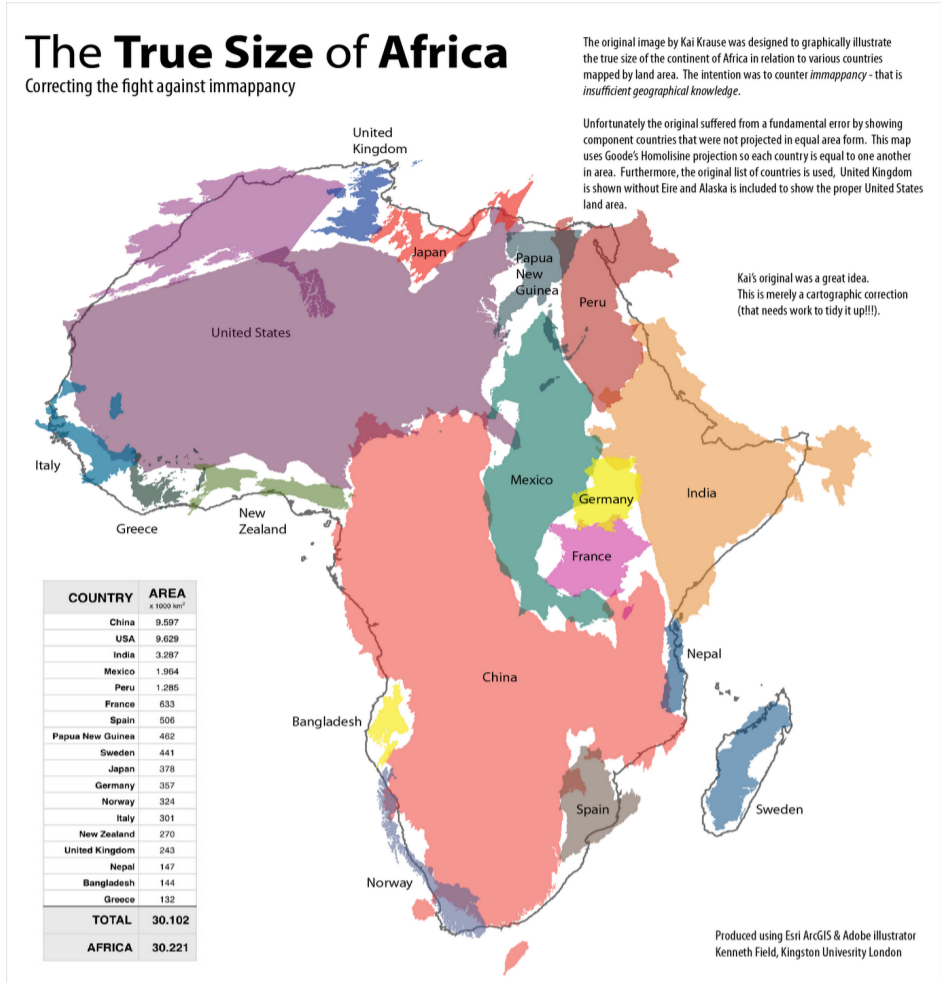 The True Size of Africa
Correcting the fight against immappancy
The original image by Kai Krause was designed to graphically illustrate
the true size of the continent of Africa in relation to various countries
mapped by land area. The intention was to counter immappancy - that is
insufficient geographical knowledge.
Unfortunately the original suffered from a fundamental error by showing
component countries that were not projected in equal area form. This map
uses Goode's Homolisine projection so each country is equal to one another
in area. Furthermore, the original list of countries is used, United Kingdom
is shown without Eire and Alaska is included to show the proper United States
land area.
Kai's original was a great idea.
This is merely a cartographic correction
(that needs work to tidy it up!!!).
United
Kingdom
Japan
Papua
New
Guinea
Peru
United States
Italy
Greece
New
Zealand
Mexico
Germany
India
France
China
Nepal
Bangladesh
Spain
Sweden
Norway
COUNTRY AREA
x 1000 km²
China 9.597
USA 9.629
India 3.287
Mexico 1.964
Peru 1.285
France 633
Spain 506
Papua New Guinea 462
Sweden 441
Japan 378
Germany 357
Norway 324
Italy 301
New Zealand 270
United Kingdom 243
Nepal 147
Bangladesh 144
Greece 132
TOTAL 30.102
AFRICA 30.221
Produced using Esri ArcGIS & Adobe illustrator
Kenneth Field, Kingston Univesrity London